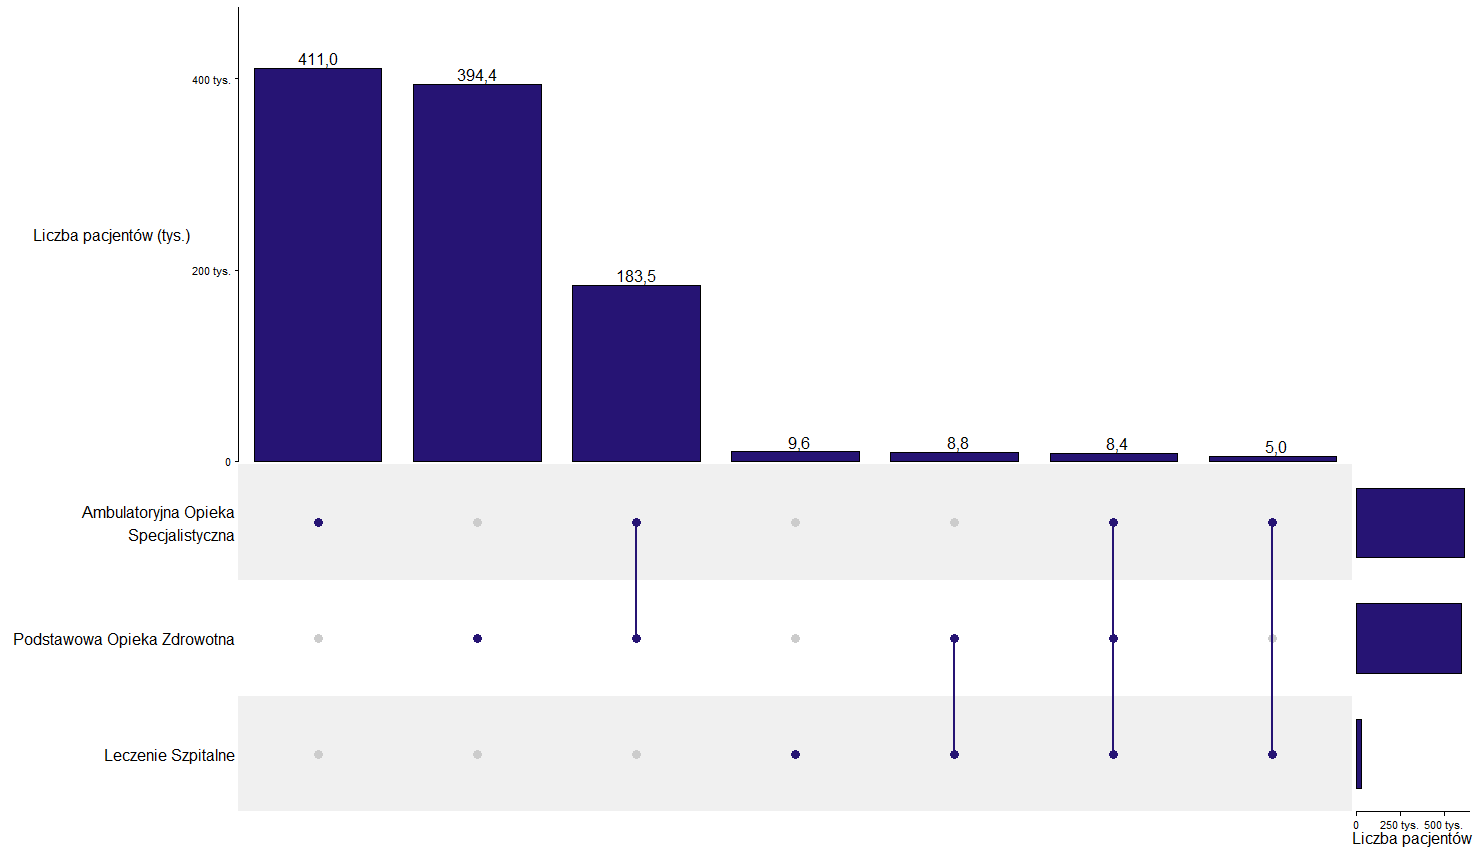 411,0
394,4
400 tys.
Liczba pacjentów (tys.)
200 tys.
183,5
9,6
8,8
8,4
5,0
0
Ambulatoryjna Opieka
Specjalistyczna
Podstawowa Opieka Zdrowotna
Leczenie Szpitalne
0 250 tys. 500 tys.
Liczba pacjentów